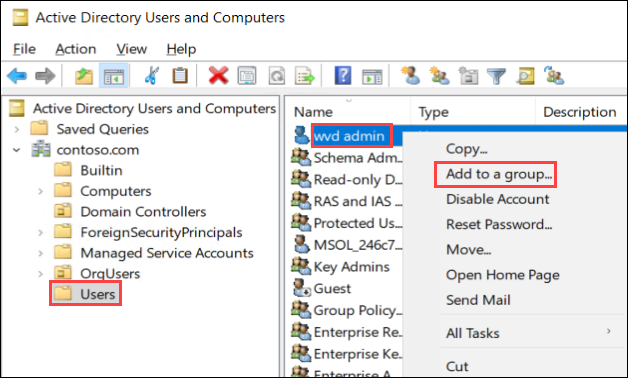 Active Directory Users and Computers
File Action View Help
Active Directory Users and Computers
Saved Queries
contoso.com
Builtin
Computers
Domain Controllers
ForeignSecurityPrincipals
Managed Service Accounts
OrgUsers
Users
Name Type Description
wvd admin
Schema Adm...
Read-only D...
RAS and IAS ...
Protected Us...
MSOL_246c7...
Key Admins
Guest
Group Policy...
Enterprise Re...
Enterprise Ke...
Enterprise A
Copy...
Add to a group...
Disable Account
Reset Password...
Move...
Open Home Page
Send Mail
All Tasks
Cut